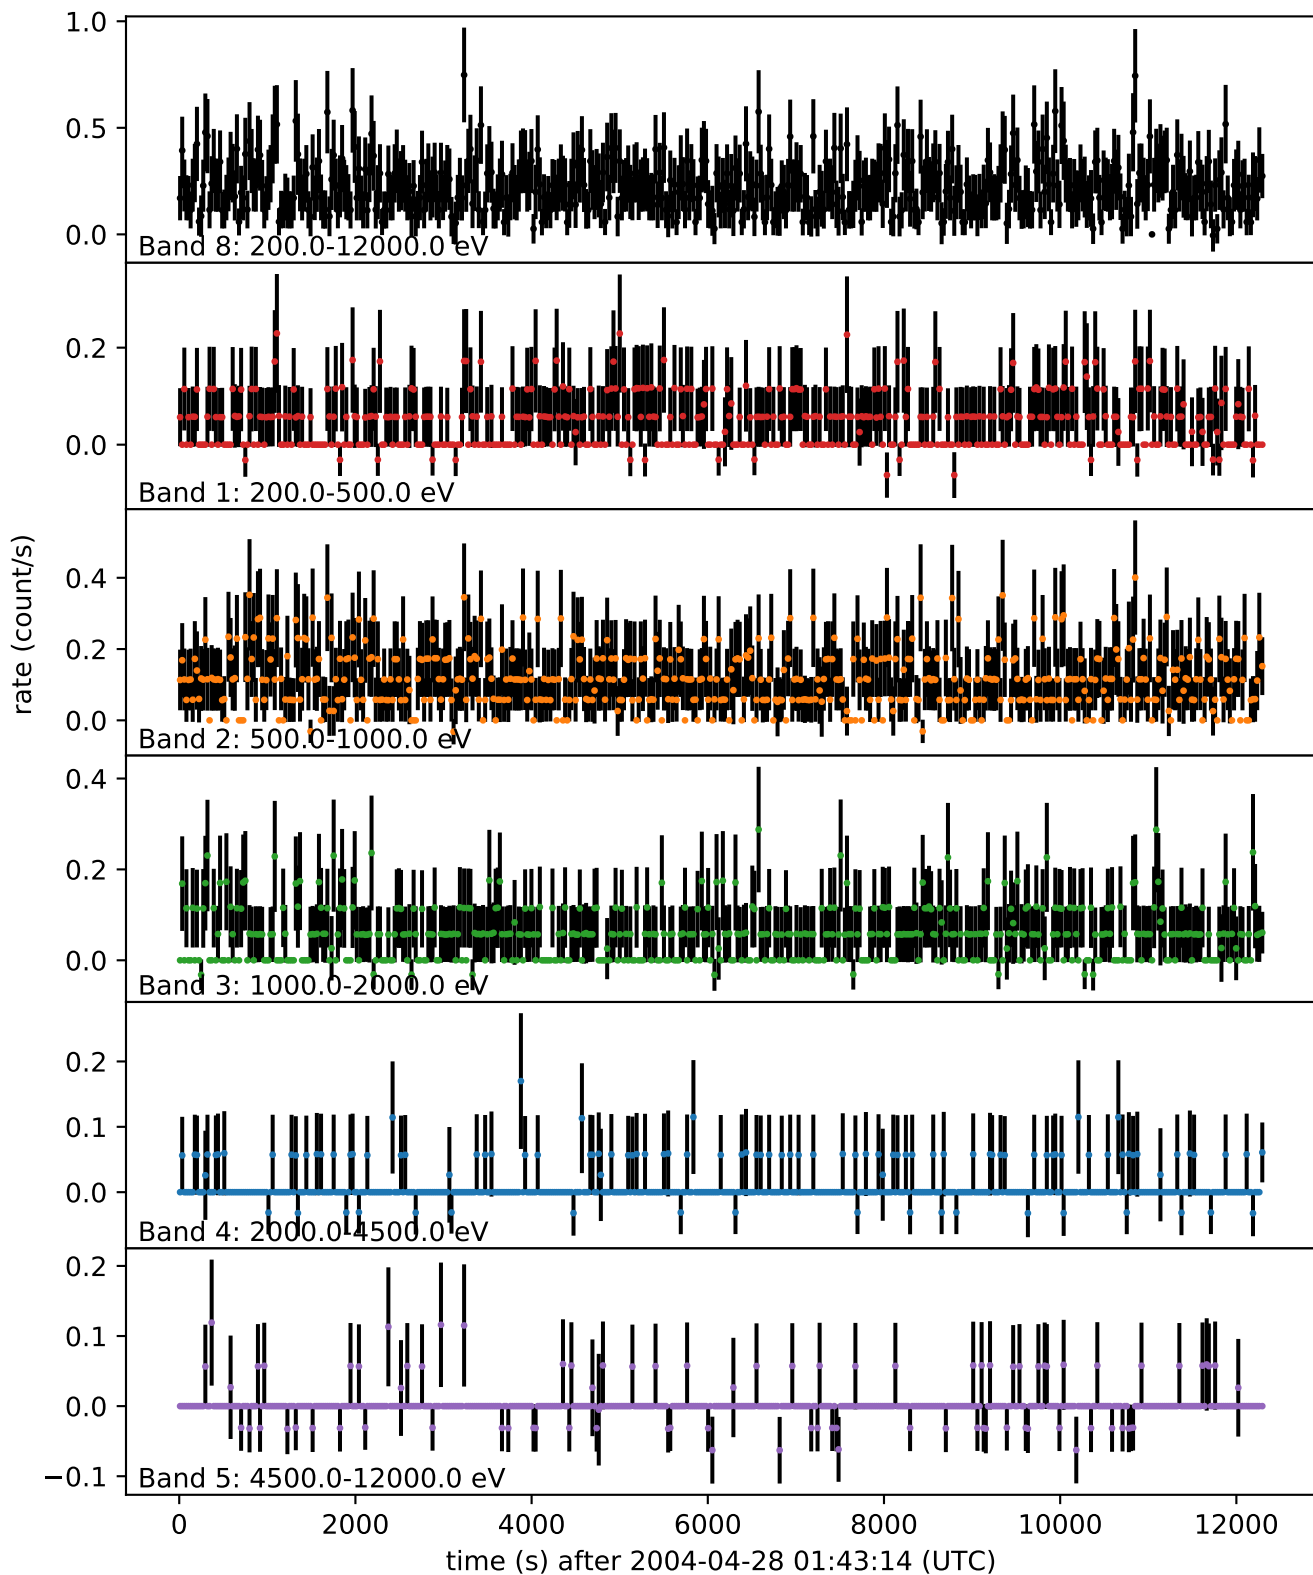 1.0
0.5
0.0
Band 8: 200.0-12000.0 eV
0.2
0.0
Band 1: 200.0-500.0 eV
rate (count/s)
0.4
0.2
0.0
Band 2: 500.0-1000.0 eV
0.4
0.2
0.0
Band 3: 1000.0-2000.0 eV
0.2
0.1
0.0
Band 4: 2000.0-4500.0 eV
0.2
0.1
0.0
−0.1
Band 5: 4500.0-12000.0 eV
0 2000 4000 6000 8000 10000 12000
time (s) after 2004-04-28 01:43:14 (UTC)